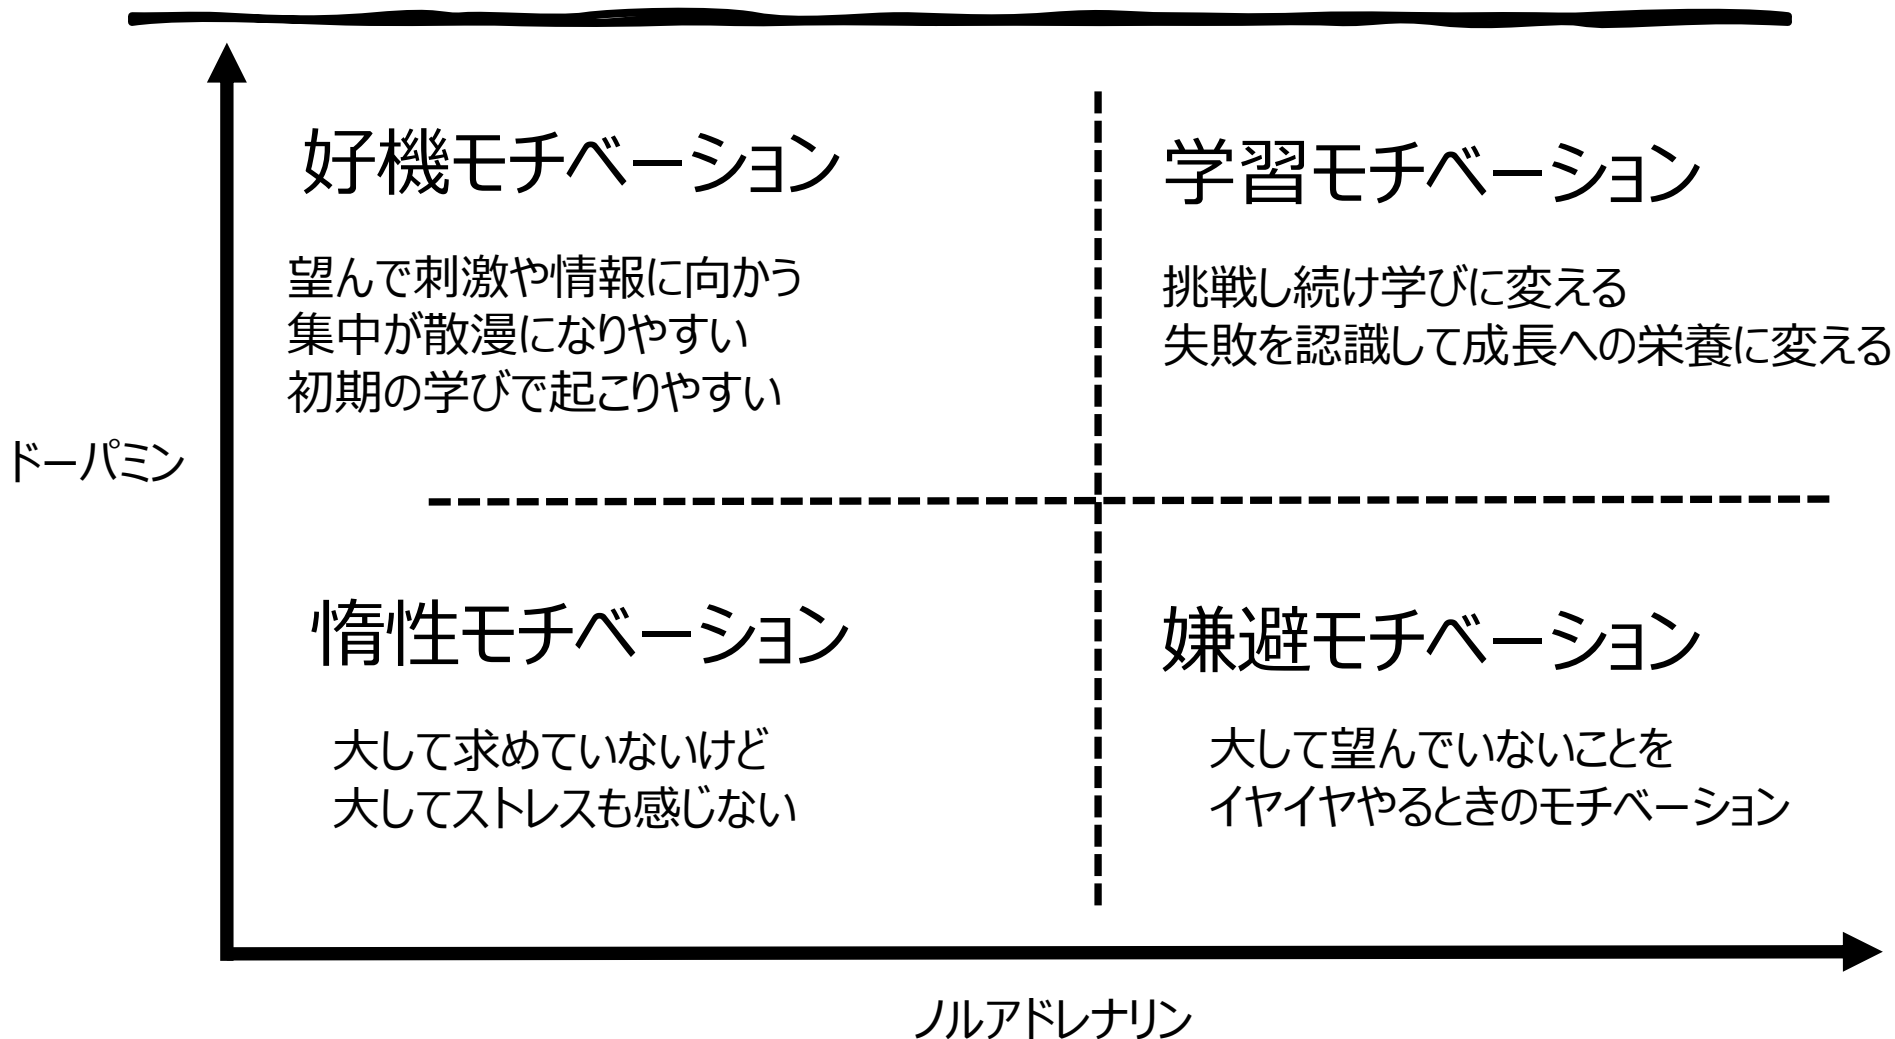 好機モチベーション
望んで刺激や情報に向かう
集中が散漫になりやすい
初期の学びで起こりやすい
学習モチベーション
挑戦し続け学びに変える
失敗を認識して成長への栄養に変える
ドーパミン
惰性モチベーション
大して求めていないけど
大してストレスも感じない
嫌避モチベーション
大して望んでいないことを
イヤイヤやるときのモチベーション
ノルアドレナリン